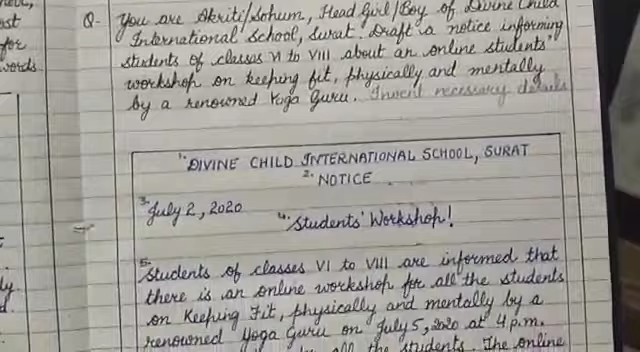 Q- You are Akriti/Sohum, Head Girl/Boy of Divine Child
International School, Surat. Draft a notice informing
students of classes VI to VIII about an online students'
workshop on keeping fit, physically and mentally
by a renowned Yoga Guru. Invent necessary details
for
words
1. DIVINE CHILD INTERNATIONAL SCHOOL, SURAT
2. NOTICE
3. July 2, 2020
4. "Students' Workshop!
5. Students of classes VI to VIII are informed that
there is an online workshop for all the students
on Keeping Fit, physically and mentally by a
renowned Yoga Guru on July 5, 2020 at 4 p.m.
all the students. The online